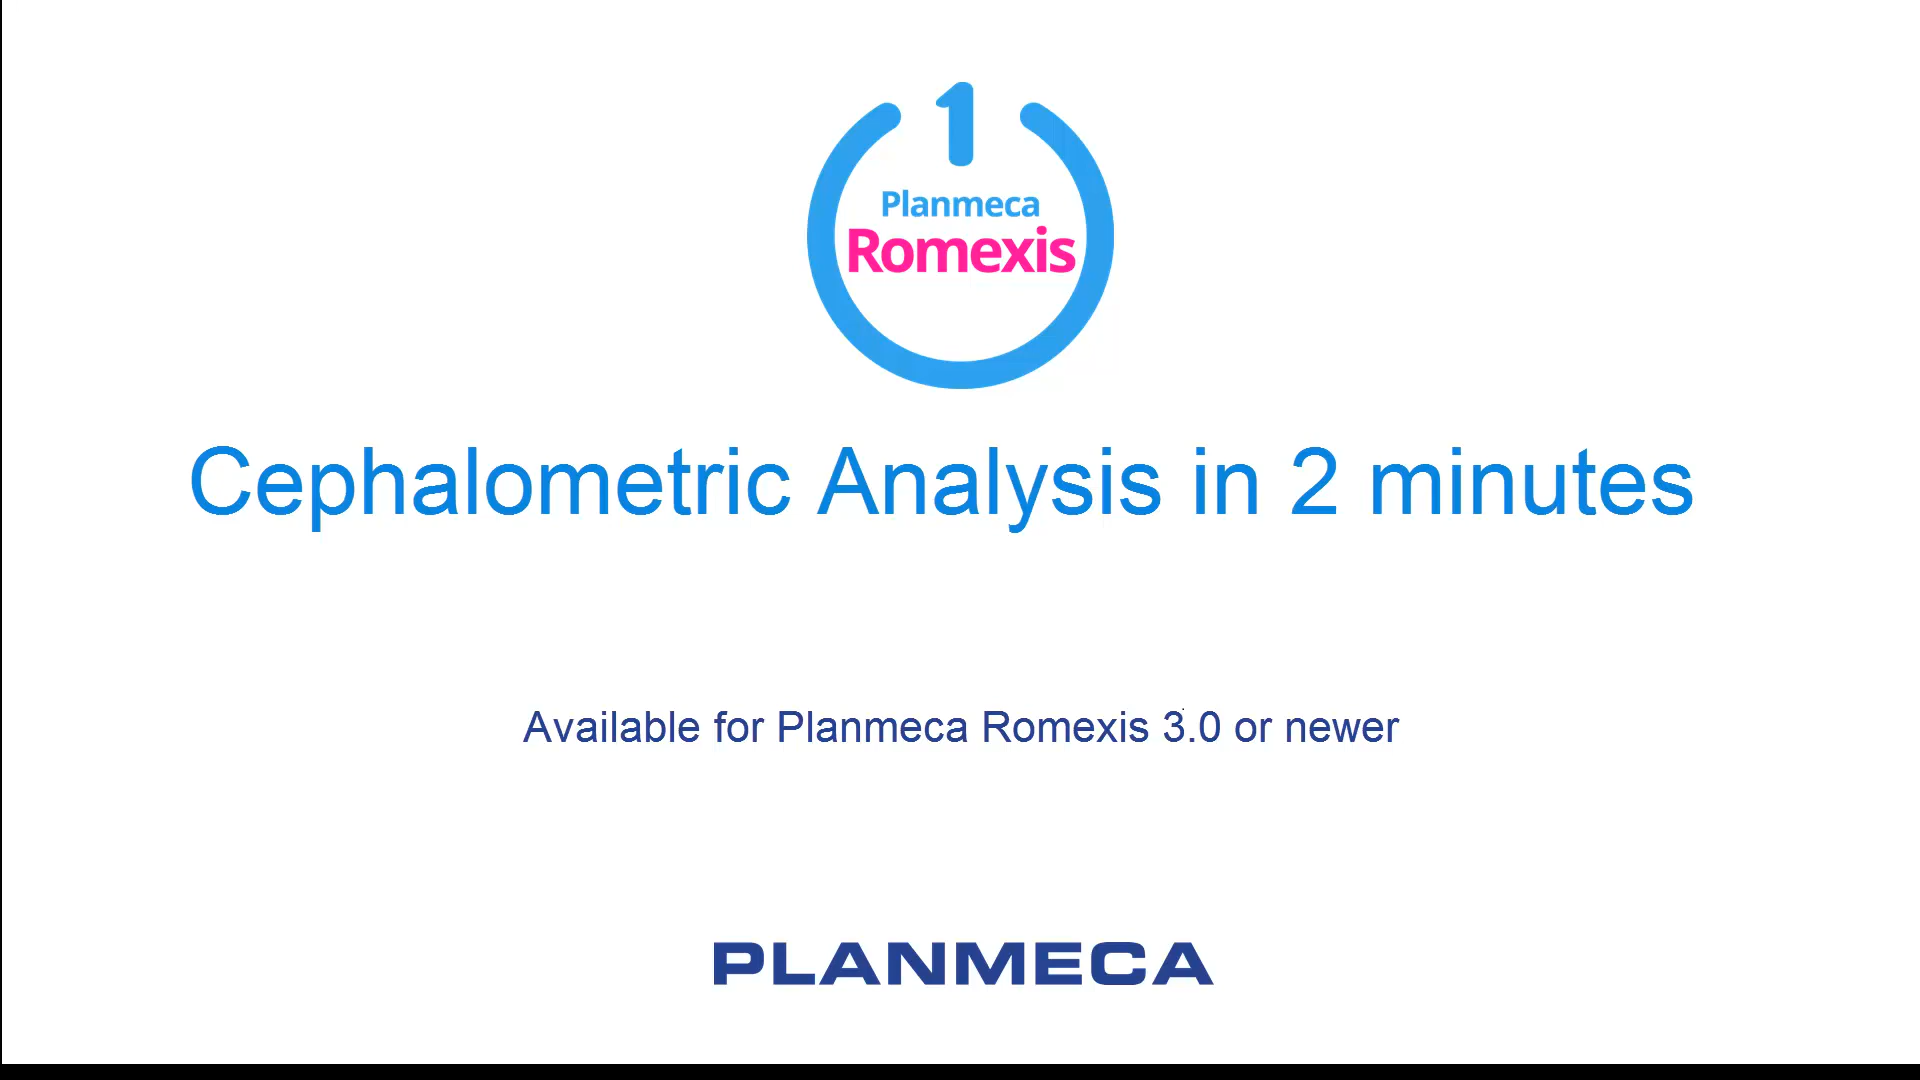 1
Planmeca
Romexis
Cephalometric Analysis in 2 minutes
Available for Planmeca Romexis 3.0 or newer
PLANMECA